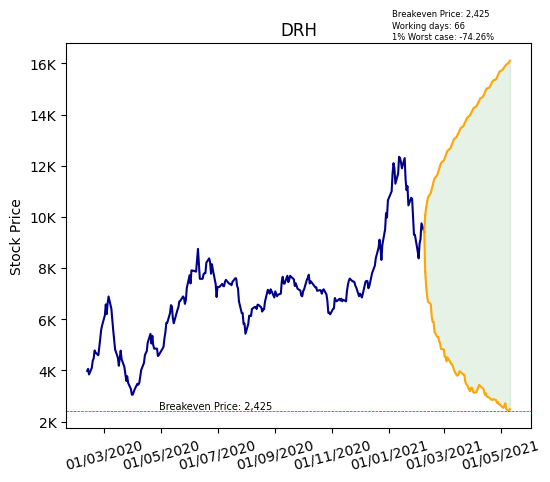 Breakeven Price: 2,425
Working days: 66
1% Worst case: -74.26%
DRH
Stock Price
16K
14K
12K
10K
8K
6K
4K
2K
Breakeven Price: 2,425
01/03/2020 01/05/2020 01/07/2020 01/09/2020 01/11/2020 01/01/2021 01/03/2021 01/05/2021